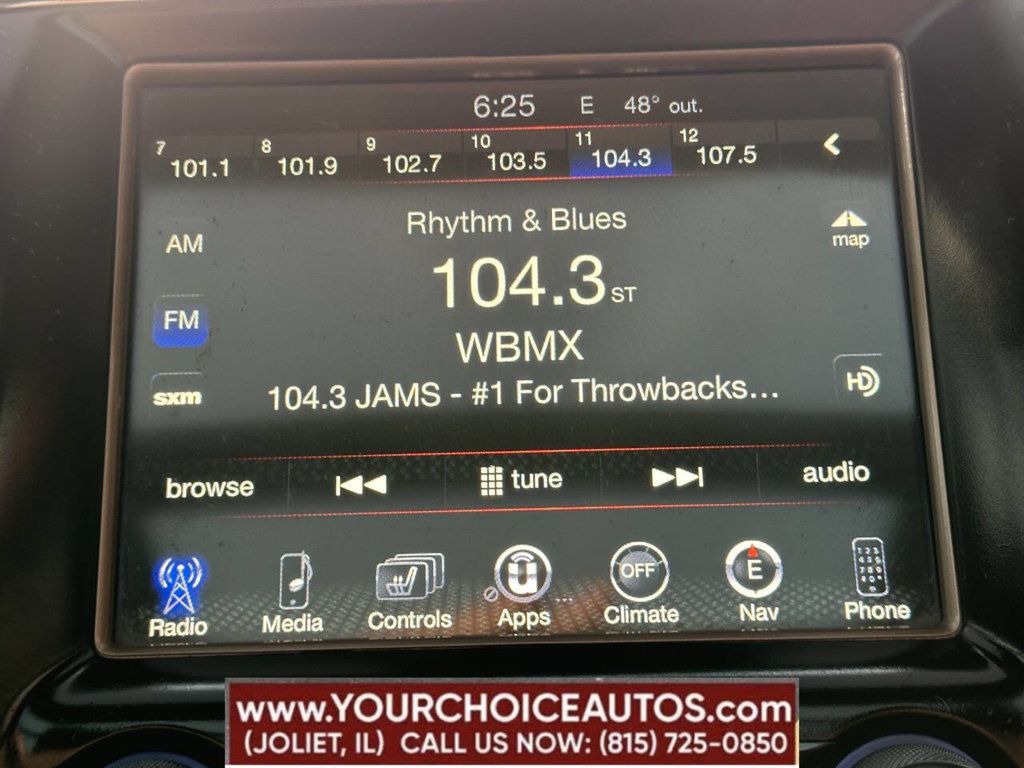 6:25 E 48° out.
7 101.1 8 101.9 9 102.7 10 103.5 11 104.3 12 107.5
Rhythm & Blues
map
AM
104.3 ST
FM
WBMX
HD
sxm
104.3 JAMS - #1 For Throwbacks...
browse tune audio
OFF E
Radio Media Controls Apps ... Climate Nav Phone
www.YOURCHOICEAUTOS.com
(JOLIET, IL) CALL US NOW: (815) 725-0850